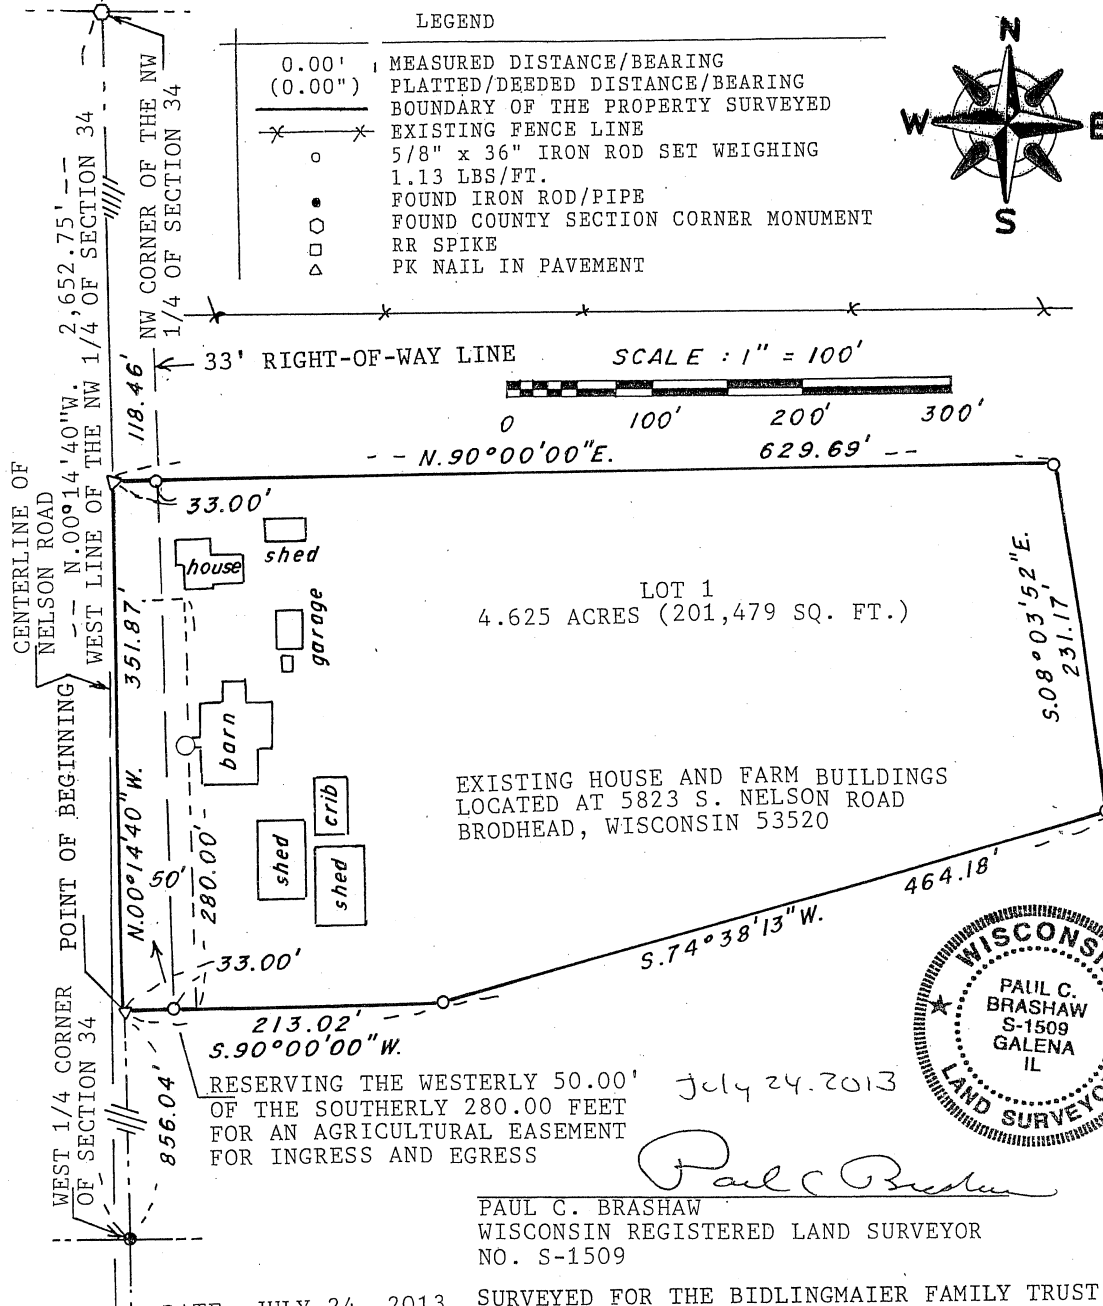 LEGEND
0.00' MEASURED DISTANCE/BEARING
(0.00") PLATTED/DEEDED DISTANCE/BEARING
BOUNDARY OF THE PROPERTY SURVEYED
EXISTING FENCE LINE
5/8" x 36" IRON ROD SET WEIGHING
1.13 LBS/FT.
FOUND IRON ROD/PIPE
FOUND COUNTY SECTION CORNER MONUMENT
RR SPIKE
PK NAIL IN PAVEMENT
N
W
E
S
NW CORNER OF THE NW
1/4 OF SECTION 34
N.00°14'40"W. 2,652.75'
WEST LINE OF THE NW 1/4 OF SECTION 34
118.46'
33' RIGHT-OF-WAY LINE
SCALE : 1" = 100'
0 100' 200' 300'
N.90°00'00"E. 629.69'
CENTERLINE OF
NELSON ROAD
33.00'
house
shed
garage
351.87'
LOT 1
4.625 ACRES (201,479 SQ. FT.)
S.08°03'52"E.
231.17'
barn
POINT OF BEGINNING
N.00°14'40"W.
EXISTING HOUSE AND FARM BUILDINGS
LOCATED AT 5823 S. NELSON ROAD
BRODHEAD, WISCONSIN 53520
crib
shed
shed
50'
280.00'
464.18'
S.74°38'13"W.
33.00'
213.02'
S.90°00'00"W.
WEST 1/4 CORNER
OF SECTION 34
856.04'
RESERVING THE WESTERLY 50.00'
OF THE SOUTHERLY 280.00 FEET
FOR AN AGRICULTURAL EASEMENT
FOR INGRESS AND EGRESS
July 24. 2013
WISCONSIN
PAUL C.
BRASHAW
S-1509
GALENA
IL
LAND SURVEYO
Paul C Brashaw
PAUL C. BRASHAW
WISCONSIN REGISTERED LAND SURVEYOR
NO. S-1509
DATE JULY 24, 2013
SURVEYED FOR THE BIDLINGMAIER FAMILY TRUST